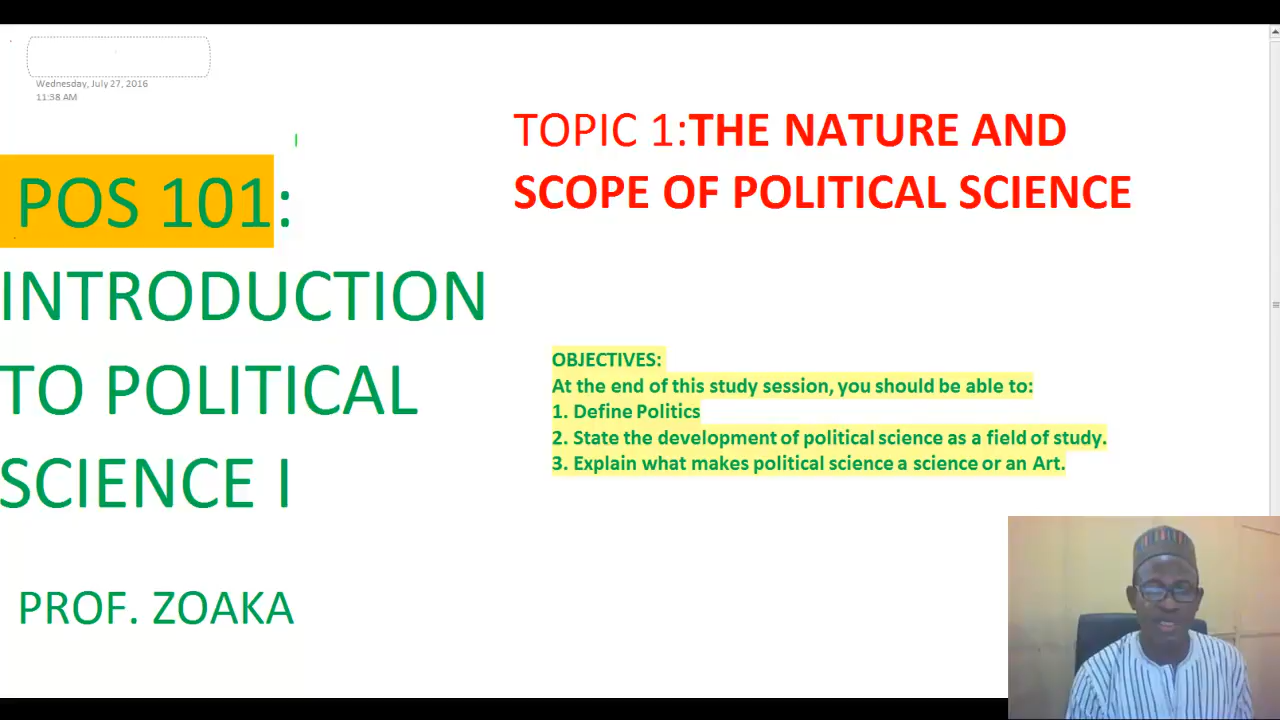 Wednesday, July 27, 2016
11:38 AM
POS 101:
INTRODUCTION
TO POLITICAL
SCIENCE I
PROF. ZOAKA
TOPIC 1:THE NATURE AND
SCOPE OF POLITICAL SCIENCE
OBJECTIVES:
At the end of this study session, you should be able to:
1. Define Politics
2. State the development of political science as a field of study.
3. Explain what makes political science a science or an Art.